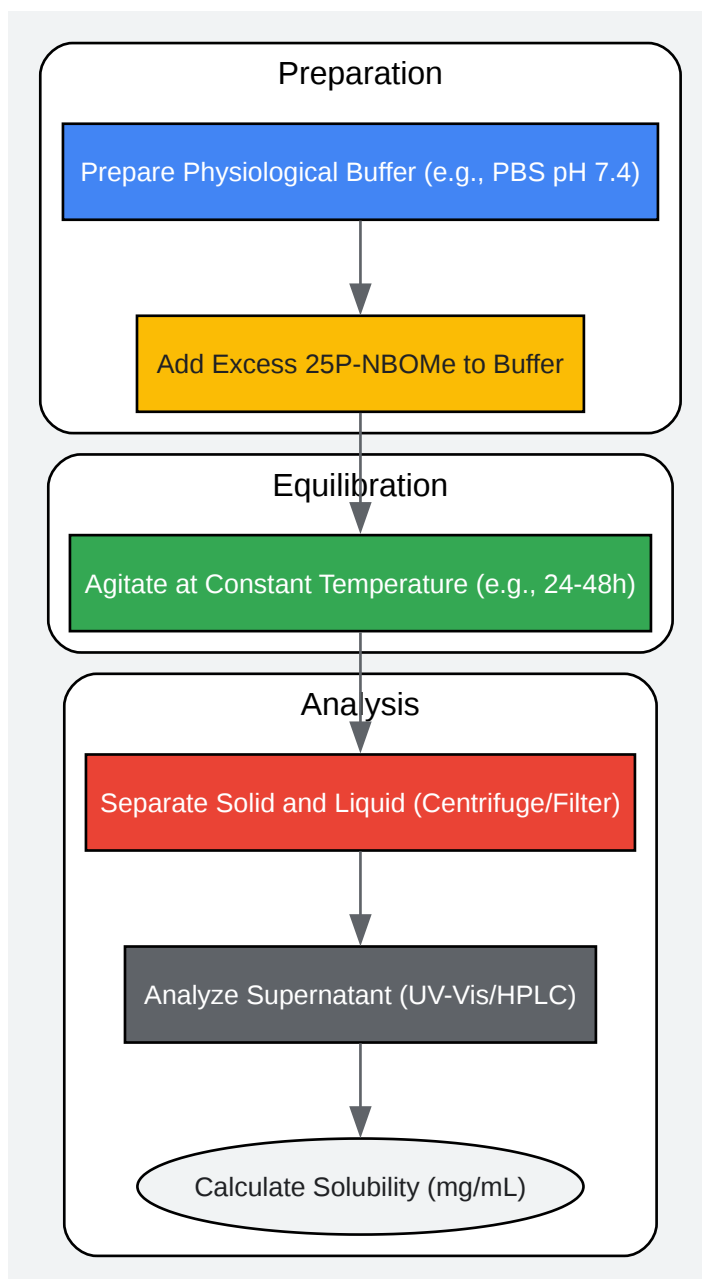 Preparation
Prepare Physiological Buffer (e.g., PBS pH 7.4)
Add Excess 25P-NBOMe to Buffer
Equilibration
Agitate at Constant Temperature (e.g., 24-48h)
Analysis
Separate Solid and Liquid (Centrifuge/Filter)
Analyze Supernatant (UV-Vis/HPLC)
Calculate Solubility (mg/mL)